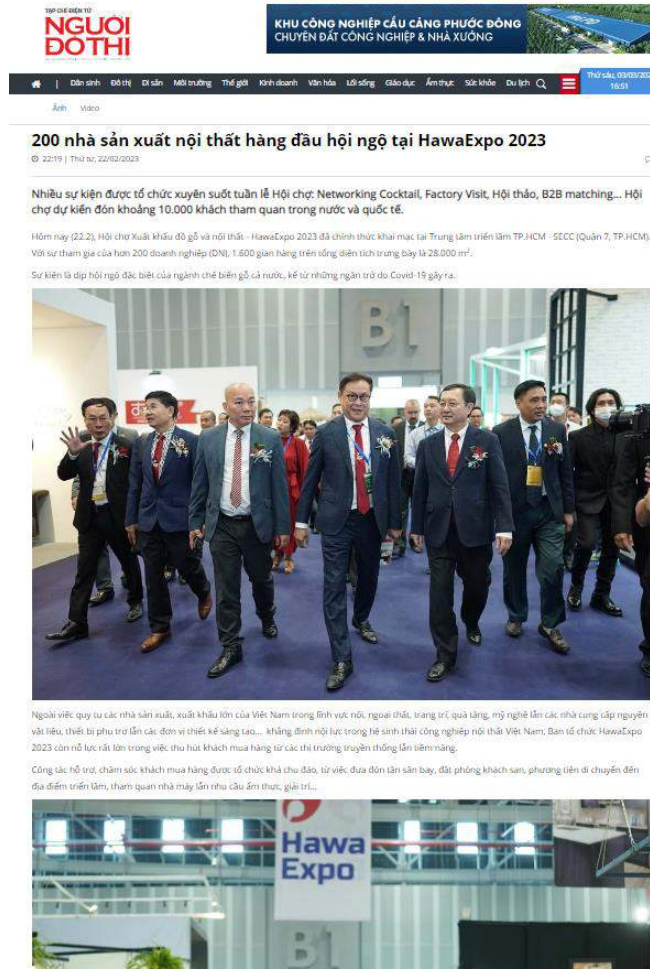 TẠP CHÍ ĐIỆN TỬ
NGƯỜI
ĐÔ THỊ
KHU CÔNG NGHIỆP CẦU CẢNG PHƯỚC ĐÔNG
CHUYÊN ĐẤT CÔNG NGHIỆP & NHÀ XƯỞNG
Dân sinh Đô thị Di sản Môi trường Thế giới Kinh doanh Văn hóa Lối sống Giáo dục Ẩm thực Sức khỏe Du lịch
Thứ sáu, 03/03/202
16:51
Ảnh Video
200 nhà sản xuất nội thất hàng đầu hội ngộ tại HawaExpo 2023
22:19 | Thứ tư, 22/02/2023
Nhiều sự kiện được tổ chức xuyên suốt tuần lễ Hội chợ: Networking Cocktail, Factory Visit, Hội thảo, B2B matching... Hội
chợ dự kiến đón khoảng 10.000 khách tham quan trong nước và quốc tế.
Hôm nay (22.2), Hội chợ Xuất khẩu đồ gỗ và nội thất - HawaExpo 2023 đã chính thức khai mạc tại Trung tâm triển lãm TP.HCM - SECC (Quận 7, TP.HCM).
Với sự tham gia của hơn 200 doanh nghiệp (DN), 1.600 gian hàng trên tổng diện tích trưng bày là 28.000 m².
Sự kiện là dịp hội ngộ đặc biệt của ngành chế biến gỗ cả nước, kể từ những ngăn trở do Covid-19 gây ra.
B1
Ngoài việc quy tụ các nhà sản xuất, xuất khẩu lớn của Việt Nam trong lĩnh vực nội, ngoại thất, trang trí, quà tặng, mỹ nghệ lẫn các nhà cung cấp nguyên
vật liệu, thiết bị phụ trợ lẫn các đơn vị thiết kế sáng tạo... khẳng định nội lực trong hệ sinh thái công nghiệp nội thất Việt Nam. Ban tổ chức HawaExpo
2023 còn nỗ lực rất lớn trong việc thu hút khách mua hàng từ các thị trường truyền thống lẫn tiềm năng.
Công tác hỗ trợ, chăm sóc khách mua hàng được tổ chức khá chu đáo, từ việc đưa đón tận sân bay, đặt phòng khách sạn, phương tiện di chuyển đến
địa điểm triển lãm, tham quan nhà máy lẫn nhu cầu ẩm thực, giải trí...
Hawa
Expo
B1